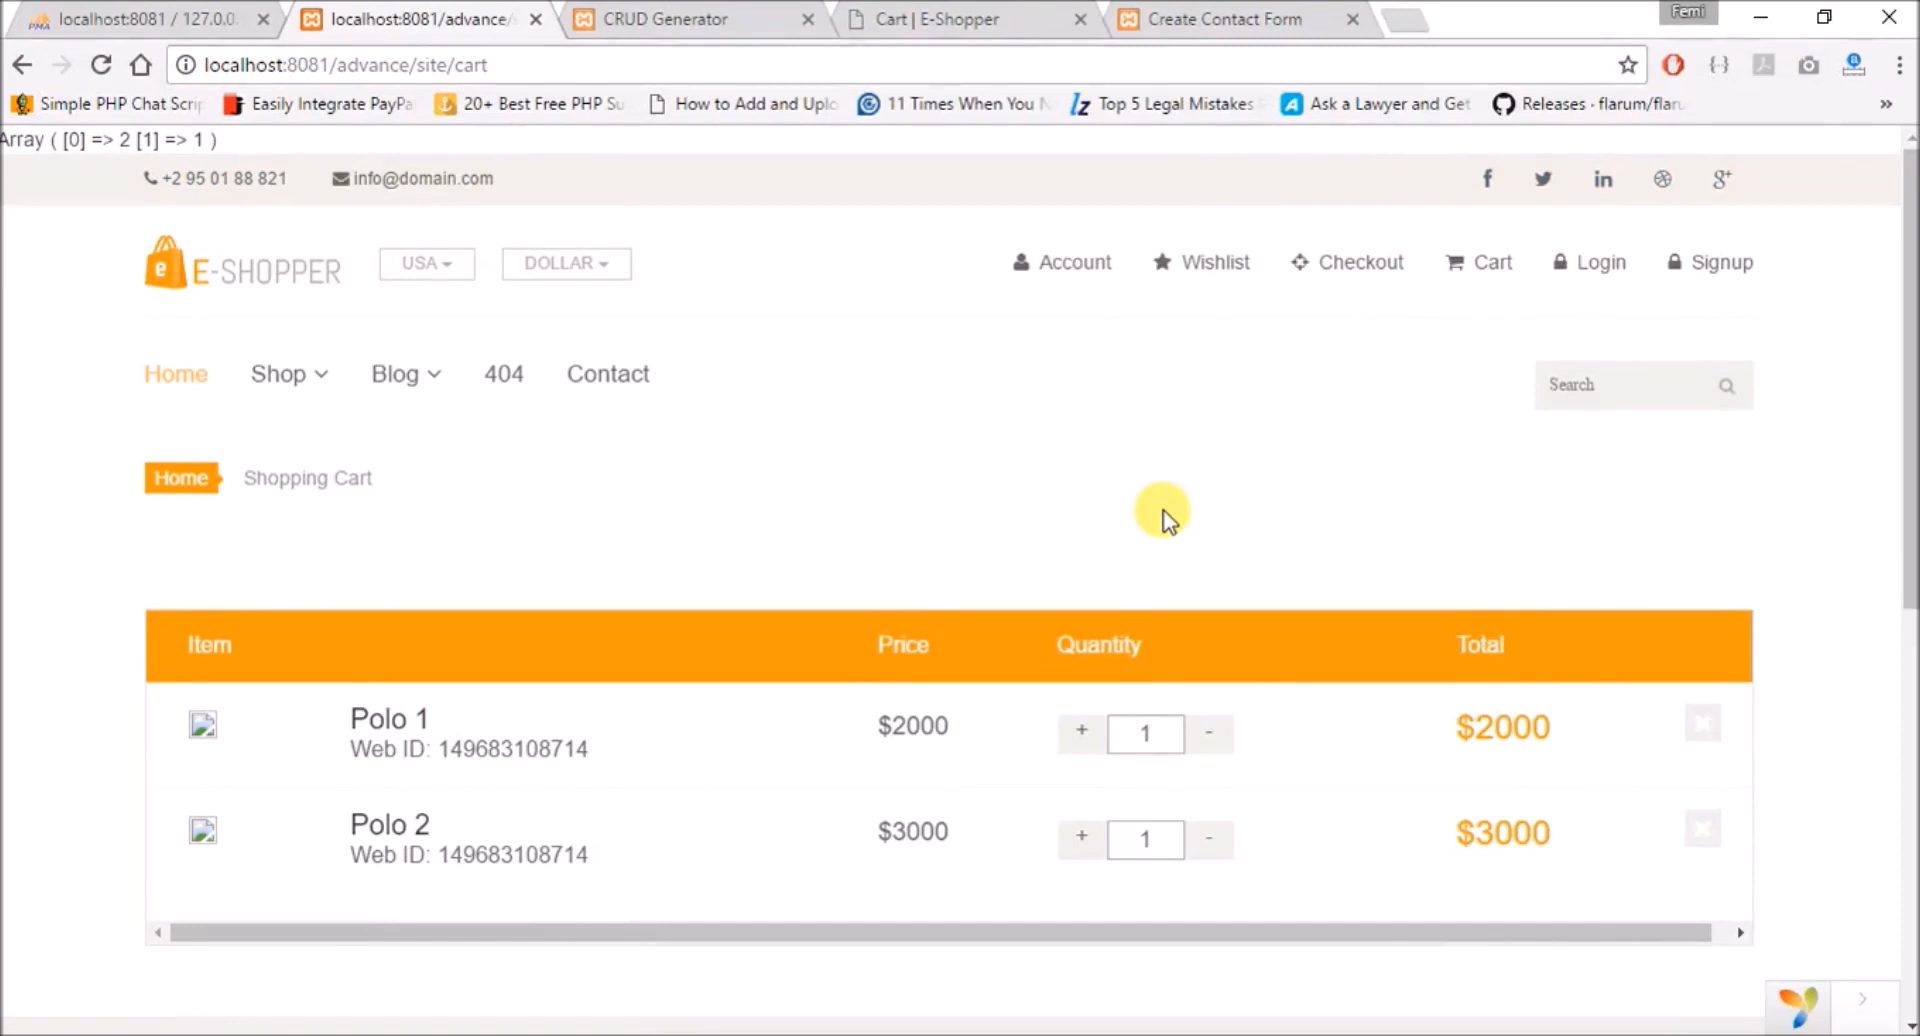 localhost:8081 / 127.0.0.
localhost:8081/advance/
CRUD Generator
Cart | E-Shopper
Create Contact Form
Femi
localhost:8081/advance/site/cart
Simple PHP Chat Scrip
Easily Integrate PayPa
20+ Best Free PHP Su
How to Add and Uplo
11 Times When You N
Top 5 Legal Mistakes
Ask a Lawyer and Get
Releases · flarum/flaru
»
Array ( [0] => 2 [1] => 1 )
+2 95 01 88 821
info@domain.com
E-SHOPPER
USA
DOLLAR
Account
Wishlist
Checkout
Cart
Login
Signup
Home
Shop
Blog
404
Contact
Search
Home
Shopping Cart
Item
Price
Quantity
Total
Polo 1
Web ID: 149683108714
$2000
+ 1 -
$2000
Polo 2
Web ID: 149683108714
$3000
+ 1 -
$3000